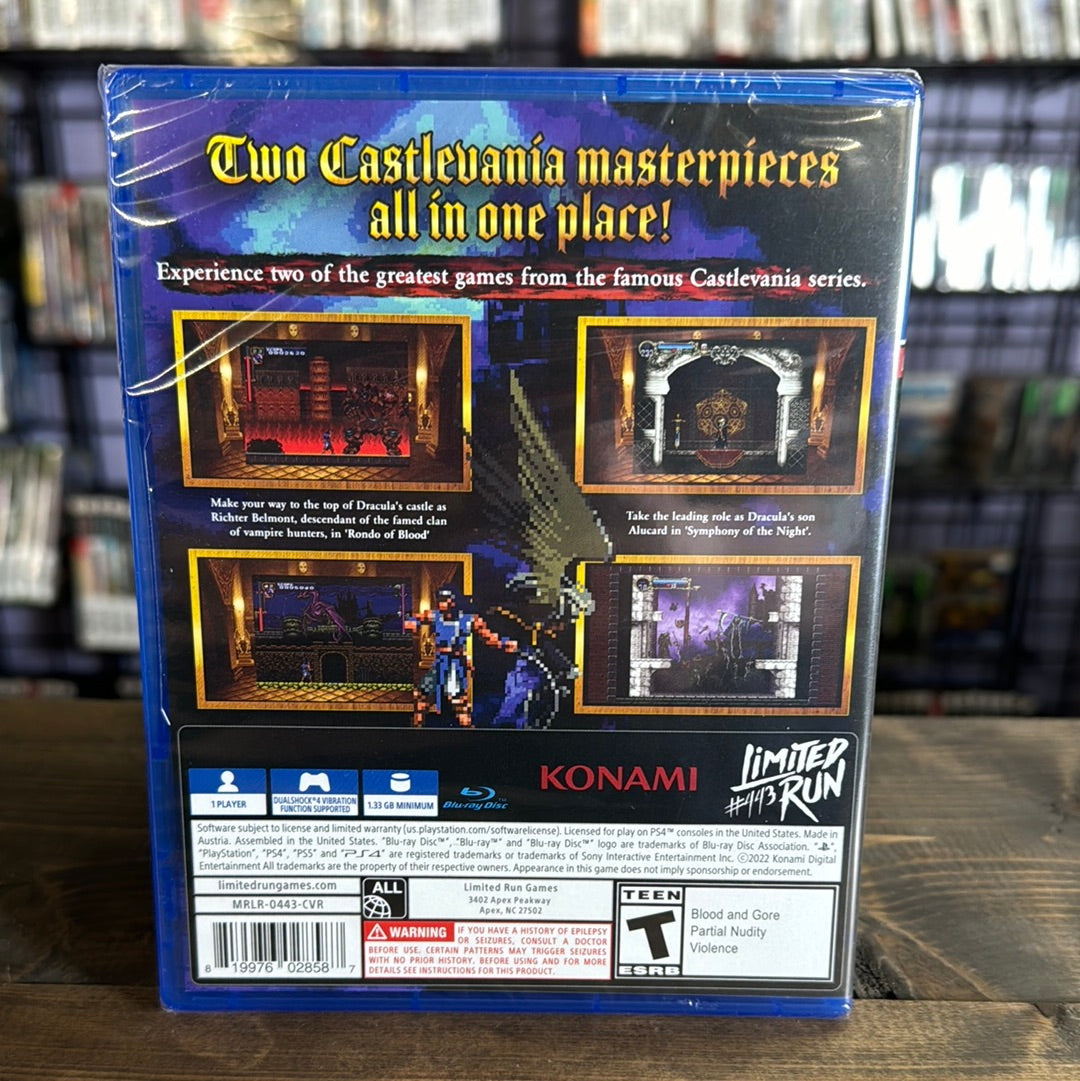 Two Castlevania masterpieces
all in one place!
Experience two of the greatest games from the famous Castlevania series.
Make your way to the top of Dracula's castle as
Richter Belmont, descendant of the famed clan
of vampire hunters, in 'Rondo of Blood'
Take the leading role as Dracula's son
Alucard in 'Symphony of the Night'.
1 PLAYER
DUALSHOCK®4 VIBRATION
FUNCTION SUPPORTED
1.33 GB MINIMUM
Blu-ray Disc™
KONAMI
LIMITED
RUN
#443
Software subject to license and limited warranty (us.playstation.com/softwarelicense). Licensed for play on PS4™ consoles in the United States. Made in
Austria. Assembled in the United States. "Blu-ray Disc™", "Blu-ray™" and "Blu-ray Disc™" logo are trademarks of Blu-ray Disc Association. "PS",
"PlayStation", "PS4", "PS5" and "PS4" are registered trademarks or trademarks of Sony Interactive Entertainment Inc. ©2022 Konami Digital
Entertainment All trademarks are the property of their respective owners. Appearance in this game does not imply sponsorship or endorsement.
limitedrungames.com
MRLR-0443-CVR
8 19976 02858 7
ALL
Limited Run Games
3402 Apex Peakway
Apex, NC 27502
WARNING IF YOU HAVE A HISTORY OF EPILEPSY
OR SEIZURES, CONSULT A DOCTOR
BEFORE USE. CERTAIN PATTERNS MAY TRIGGER SEIZURES
WITH NO PRIOR HISTORY. BEFORE USING AND FOR MORE
DETAILS SEE INSTRUCTIONS FOR THIS PRODUCT.
TEEN
T
ESRB
Blood and Gore
Partial Nudity
Violence